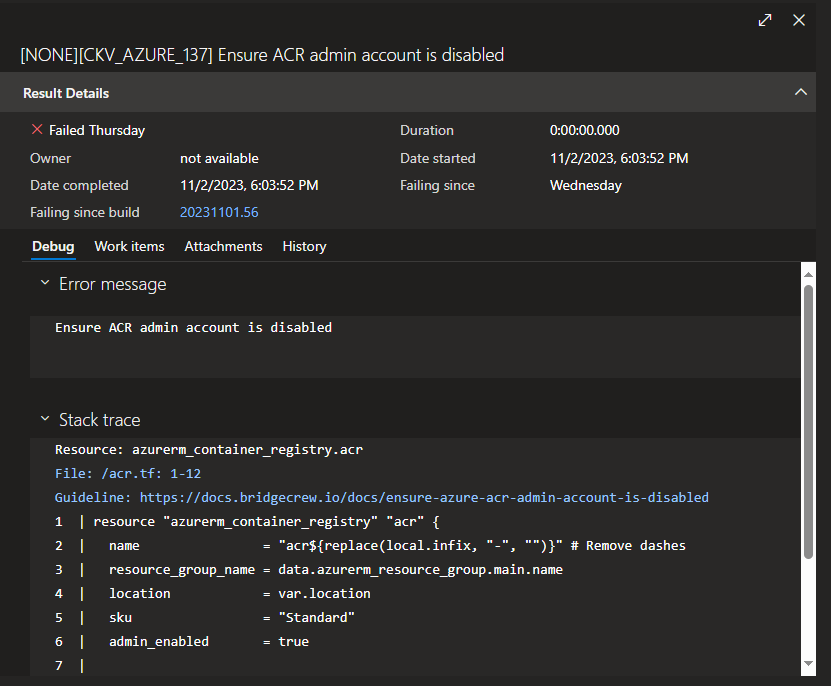 [NONE][CKV_AZURE_137] Ensure ACR admin account is disabled
Result Details
Failed Thursday
Duration 0:00:00.000
Owner not available
Date started 11/2/2023, 6:03:52 PM
Date completed 11/2/2023, 6:03:52 PM
Failing since Wednesday
Failing since build 20231101.56
Debug Work items Attachments History
Error message
Ensure ACR admin account is disabled
Stack trace
Resource: azurerm_container_registry.acr
File: /acr.tf: 1-12
Guideline: https://docs.bridgecrew.io/docs/ensure-azure-acr-admin-account-is-disabled
1 | resource "azurerm_container_registry" "acr" {
2 |   name                = "acr${replace(local.infix, "-", "")}" # Remove dashes
3 |   resource_group_name = data.azurerm_resource_group.main.name
4 |   location            = var.location
5 |   sku                 = "Standard"
6 |   admin_enabled       = true
7 |